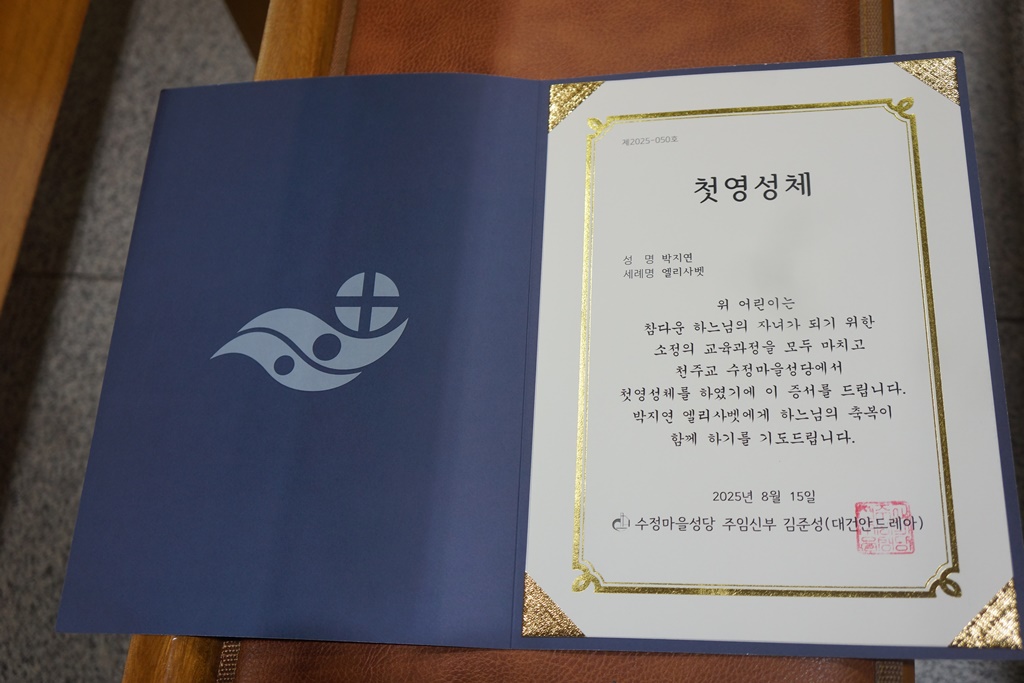 제2025-050호
첫영성체
성 명 박지연
세례명 엘리사벳
위 어린이는
참다운 하느님의 자녀가 되기 위한
소정의 교육과정을 모두 마치고
천주교 수정마을성당에서
첫영성체를 하였기에 이 증서를 드립니다.
박지연 엘리사벳에게 하느님의 축복이
함께 하기를 기도드립니다.
2025년 8월 15일
수정마을성당 주임신부 김준성(대건안드레아)